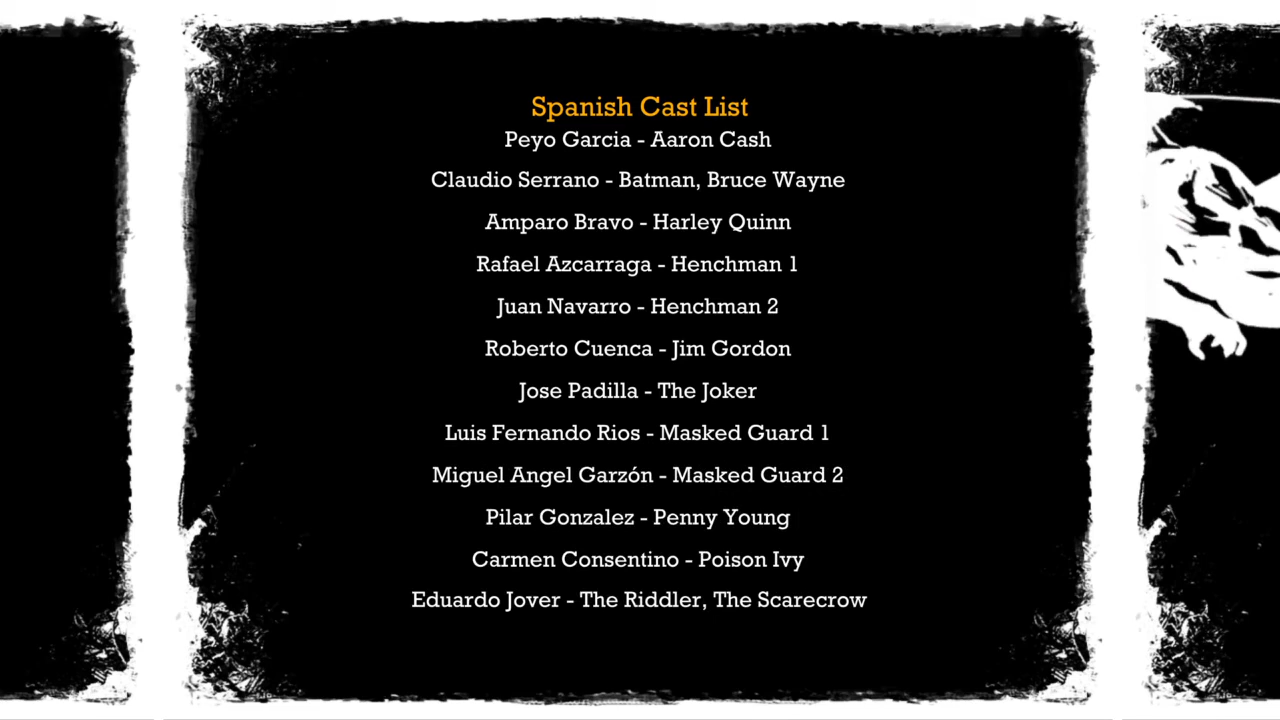 Spanish Cast List
Peyo Garcia - Aaron Cash
Claudio Serrano - Batman, Bruce Wayne
Amparo Bravo - Harley Quinn
Rafael Azcarraga - Henchman 1
Juan Navarro - Henchman 2
Roberto Cuenca - Jim Gordon
Jose Padilla - The Joker
Luis Fernando Rios - Masked Guard 1
Miguel Angel Garzón - Masked Guard 2
Pilar Gonzalez - Penny Young
Carmen Consentino - Poison Ivy
Eduardo Jover - The Riddler, The Scarecrow